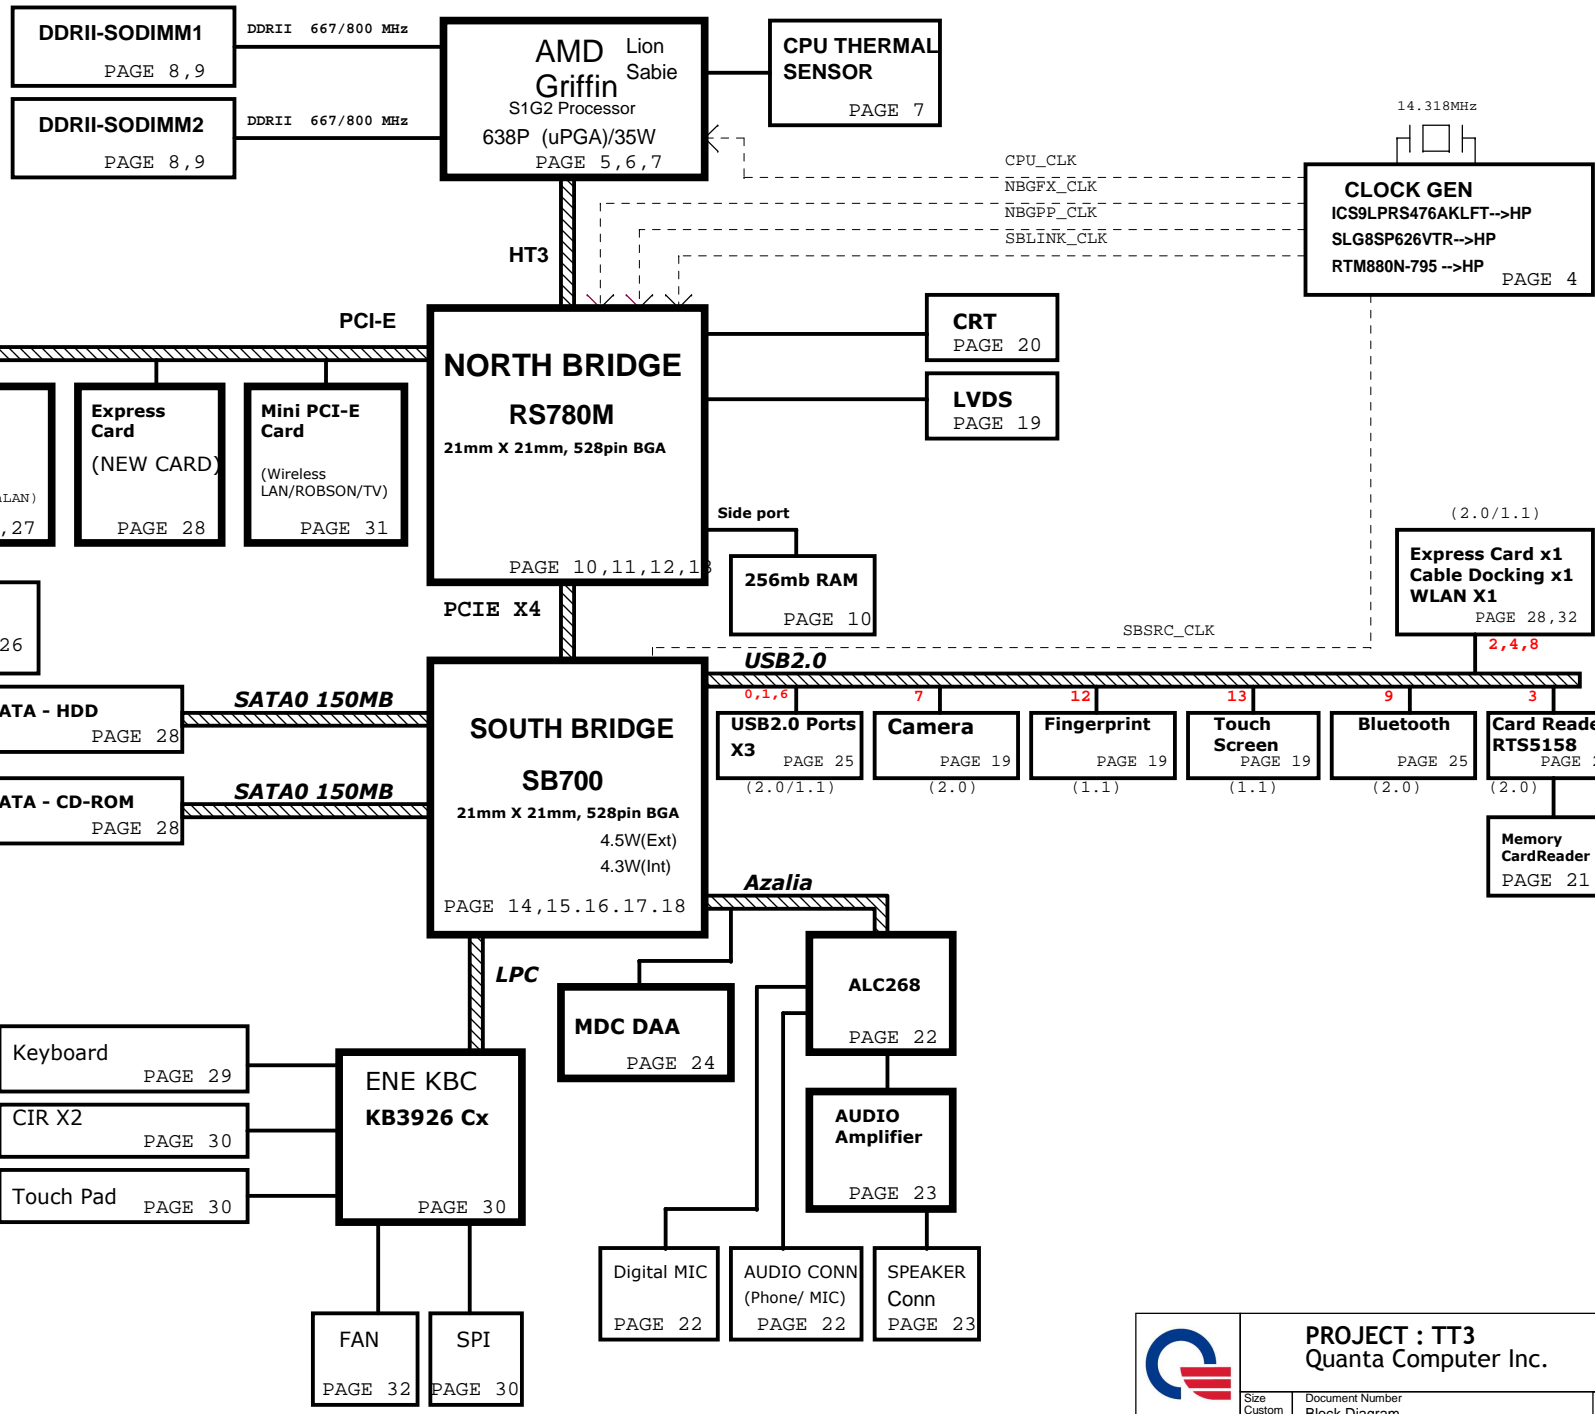 DDRII-SODIMM1
PAGE 8,9
DDRII 667/800 MHz
AMD
Griffin
Lion
Sabie
S1G2 Processor
638P (uPGA)/35W
PAGE 5,6,7
CPU THERMAL
SENSOR
PAGE 7
DDRII-SODIMM2
PAGE 8,9
DDRII 667/800 MHz
14.318MHz
CPU_CLK
NBGFX_CLK
NBGPP_CLK
SBLINK_CLK
CLOCK GEN
ICS9LPRS476AKLFT-->HP
SLG8SP626VTR-->HP
RTM880N-795 -->HP
PAGE 4
HT3
PCI-E
NORTH BRIDGE
RS780M
21mm X 21mm, 528pin BGA
PAGE 10,11,12,13
CRT
PAGE 20
LVDS
PAGE 19
LAN)
,27
Express
Card
(NEW CARD)
PAGE 28
Mini PCI-E
Card
(Wireless
LAN/ROBSON/TV)
PAGE 31
Side port
256mb RAM
PAGE 10
(2.0/1.1)
Express Card x1
Cable Docking x1
WLAN X1
PAGE 28,32
2,4,8
26
PCIE X4
SBSRC_CLK
USB2.0
ATA - HDD
PAGE 28
SATA0 150MB
ATA - CD-ROM
PAGE 28
SATA0 150MB
SOUTH BRIDGE
SB700
21mm X 21mm, 528pin BGA
4.5W(Ext)
4.3W(Int)
PAGE 14,15.16.17.18
0,1,6
USB2.0 Ports
X3
PAGE 25
(2.0/1.1)
7
Camera
PAGE 19
(2.0)
12
Fingerprint
PAGE 19
(1.1)
13
Touch
Screen
PAGE 19
(1.1)
9
Bluetooth
PAGE 25
(2.0)
3
Card Reade
RTS5158
PAGE
(2.0)
Memory
CardReader
PAGE 21
Azalia
LPC
MDC DAA
PAGE 24
ALC268
PAGE 22
AUDIO
Amplifier
PAGE 23
Keyboard
PAGE 29
CIR X2
PAGE 30
Touch Pad
PAGE 30
ENE KBC
KB3926 Cx
PAGE 30
FAN
PAGE 32
SPI
PAGE 30
Digital MIC
PAGE 22
AUDIO CONN
(Phone/ MIC)
PAGE 22
SPEAKER
Conn
PAGE 23
PROJECT : TT3
Quanta Computer Inc.
Size
Custom
Document Number
Block Diagram